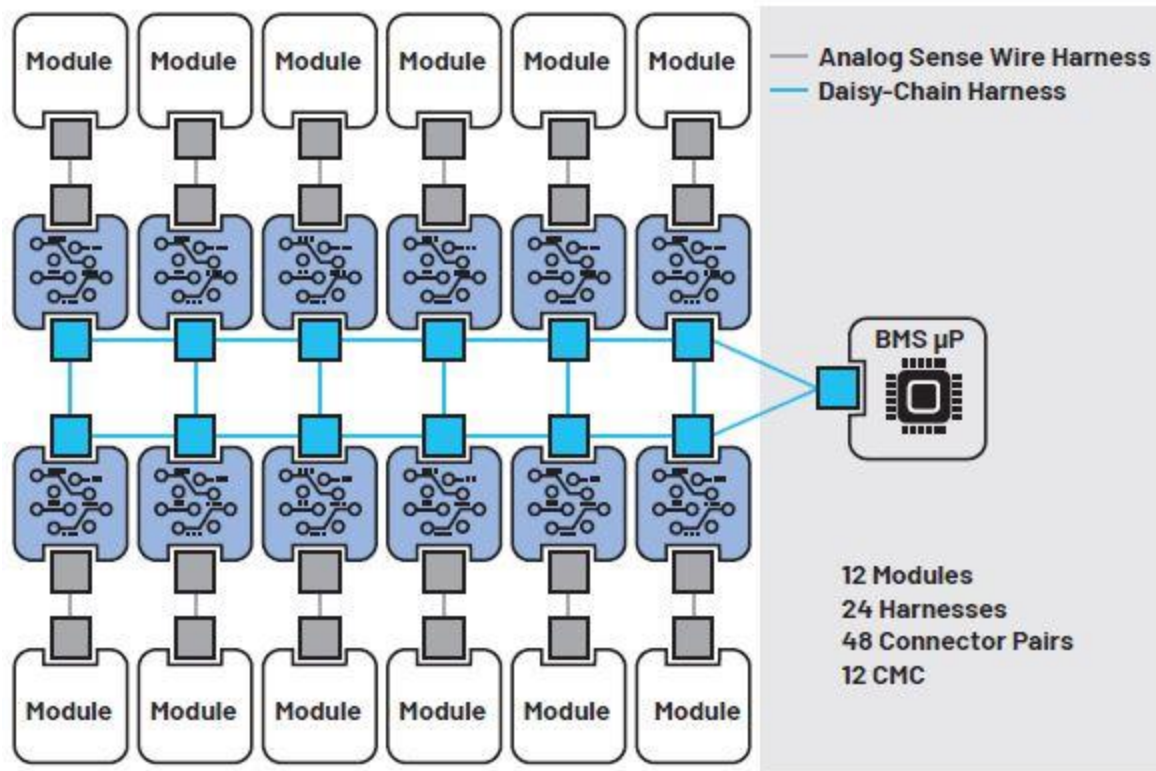 Module Module Module Module Module Module
Analog Sense Wire Harness
Daisy-Chain Harness
BMS µP
12 Modules
24 Harnesses
48 Connector Pairs
12 CMC
Module Module Module Module Module Module